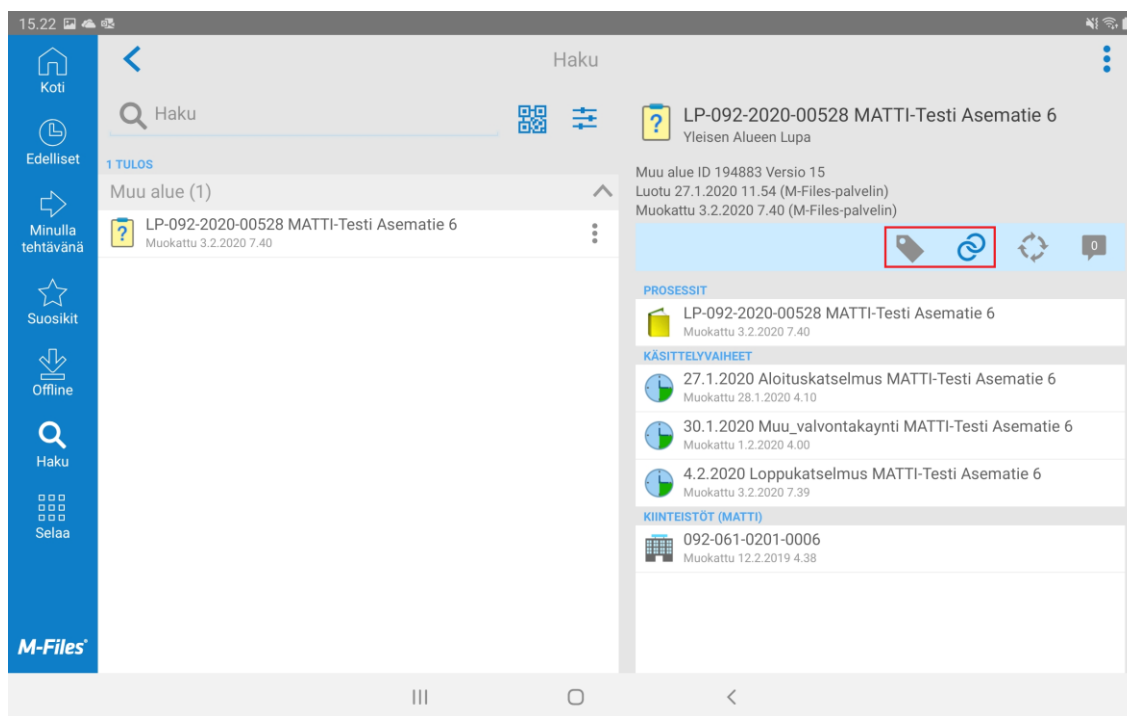 15.22
Koti
Edelliset
Minulla
tehtävänä
Suosikit
Offline
Haku
Selaa
M-Files®
Haku
Haku
1 TULOS
Muu alue (1)
LP-092-2020-00528 MATTI-Testi Asematie 6
Muokattu 3.2.2020 7.40
LP-092-2020-00528 MATTI-Testi Asematie 6
Yleisen Alueen Lupa
Muu alue ID 194883 Versio 15
Luotu 27.1.2020 11.54 (M-Files-palvelin)
Muokattu 3.2.2020 7.40 (M-Files-palvelin)
0
PROSESSIT
LP-092-2020-00528 MATTI-Testi Asematie 6
Muokattu 3.2.2020 7.40
KÄSITTELYVAIHEET
27.1.2020 Aloituskatselmus MATTI-Testi Asematie 6
Muokattu 28.1.2020 4.10
30.1.2020 Muu_valvontakaynti MATTI-Testi Asematie 6
Muokattu 1.2.2020 4.00
4.2.2020 Loppukatselmus MATTI-Testi Asematie 6
Muokattu 3.2.2020 7.39
KIINTEISTÖT (MATTI)
092-061-0201-0006
Muokattu 12.2.2019 4.38